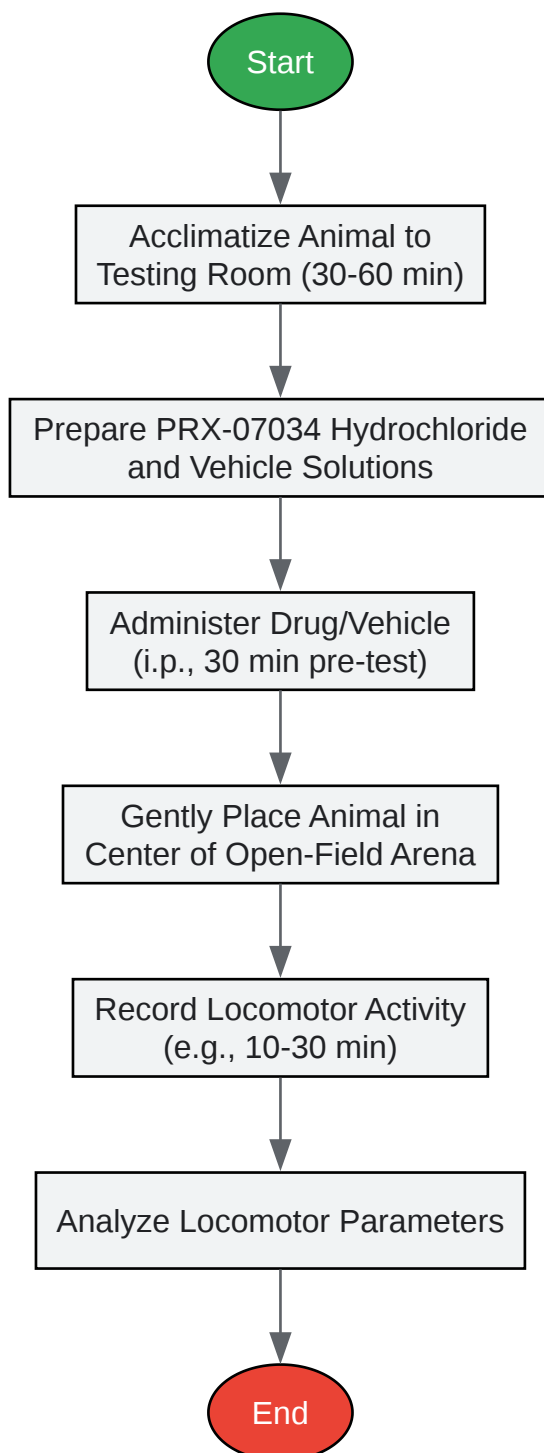 Start
Acclimatize Animal to
Testing Room (30-60 min)
Prepare PRX-07034 Hydrochloride
and Vehicle Solutions
Administer Drug/Vehicle
(i.p., 30 min pre-test)
Gently Place Animal in
Center of Open-Field Arena
Record Locomotor Activity
(e.g., 10-30 min)
Analyze Locomotor Parameters
End